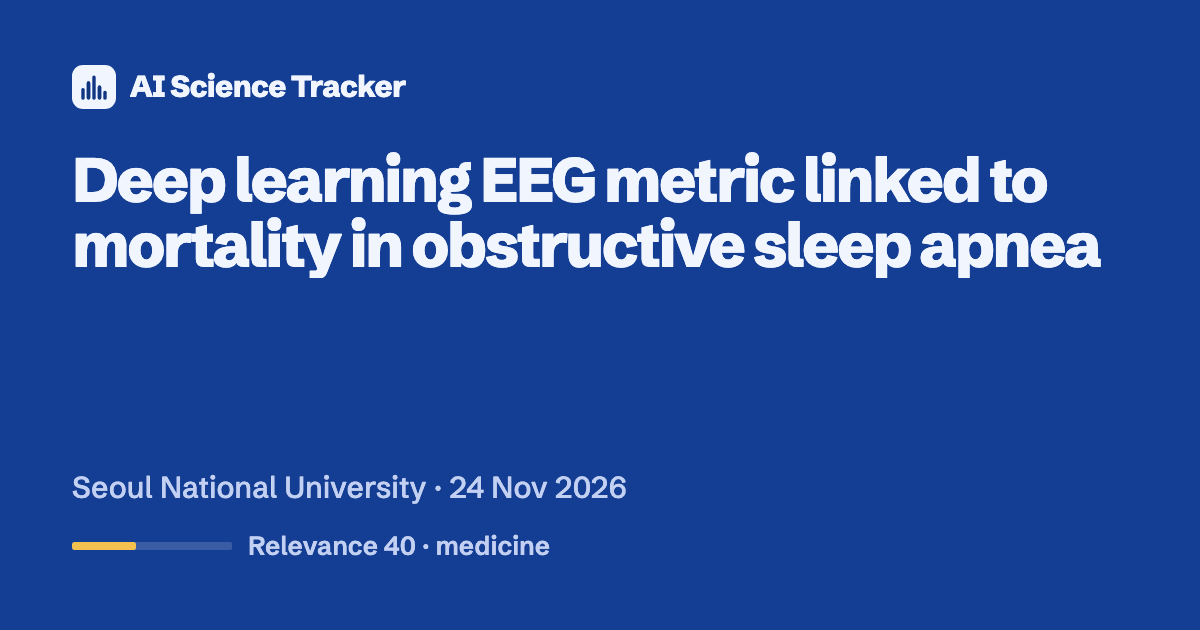 AI Science Tracker
Deep learning EEG metric linked to
mortality in obstructive sleep apnea
Seoul National University · 24 Nov 2026
Relevance 40 · medicine